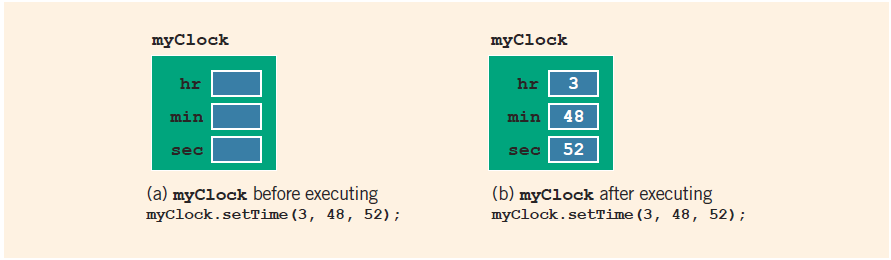 myClock
hr
min
sec
(a) myClock before executing
myClock.setTime(3, 48, 52);
myClock
hr 3
min 48
sec 52
(b) myClock after executing
myClock.setTime(3, 48, 52);